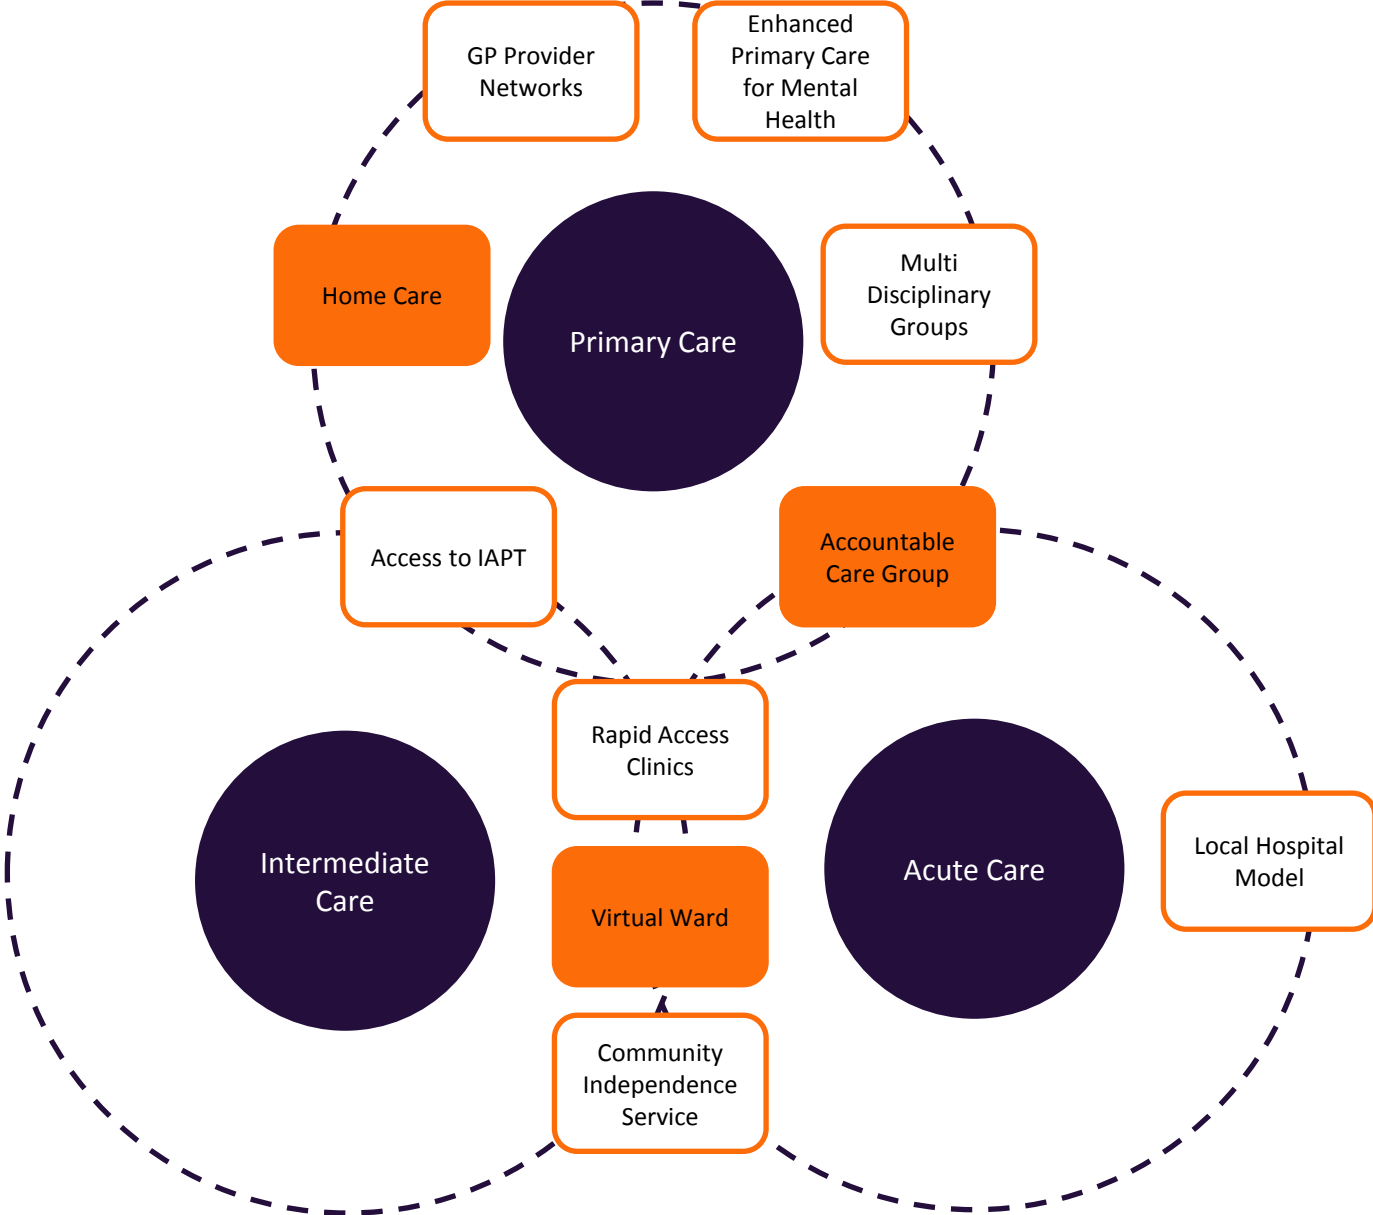 GP Provider
Networks
Enhanced
Primary Care
for Mental
Health
Home Care
Primary Care
Multi
Disciplinary
Groups
Access to IAPT
Accountable
Care Group
Rapid Access
Clinics
Intermediate
Care
Virtual Ward
Acute Care
Local Hospital
Model
Community
Independence
Service